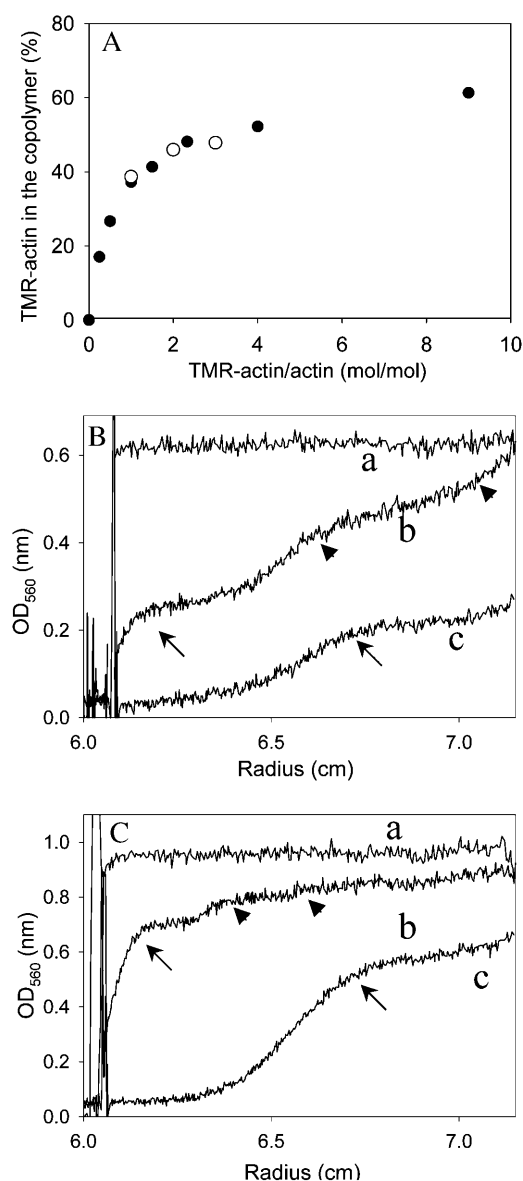 A
80
60
40
20
0
TMR-actin in the copolymer (%)
0 2 4 6 8 10
TMR-actin/actin (mol/mol)
B
a
b
c
0.6
0.4
0.2
0.0
OD560 (nm)
6.0 6.5 7.0
Radius (cm)
C
a
b
c
1.0
0.8
0.6
0.4
0.2
0.0
OD560 (nm)
6.0 6.5 7.0
Radius (cm)